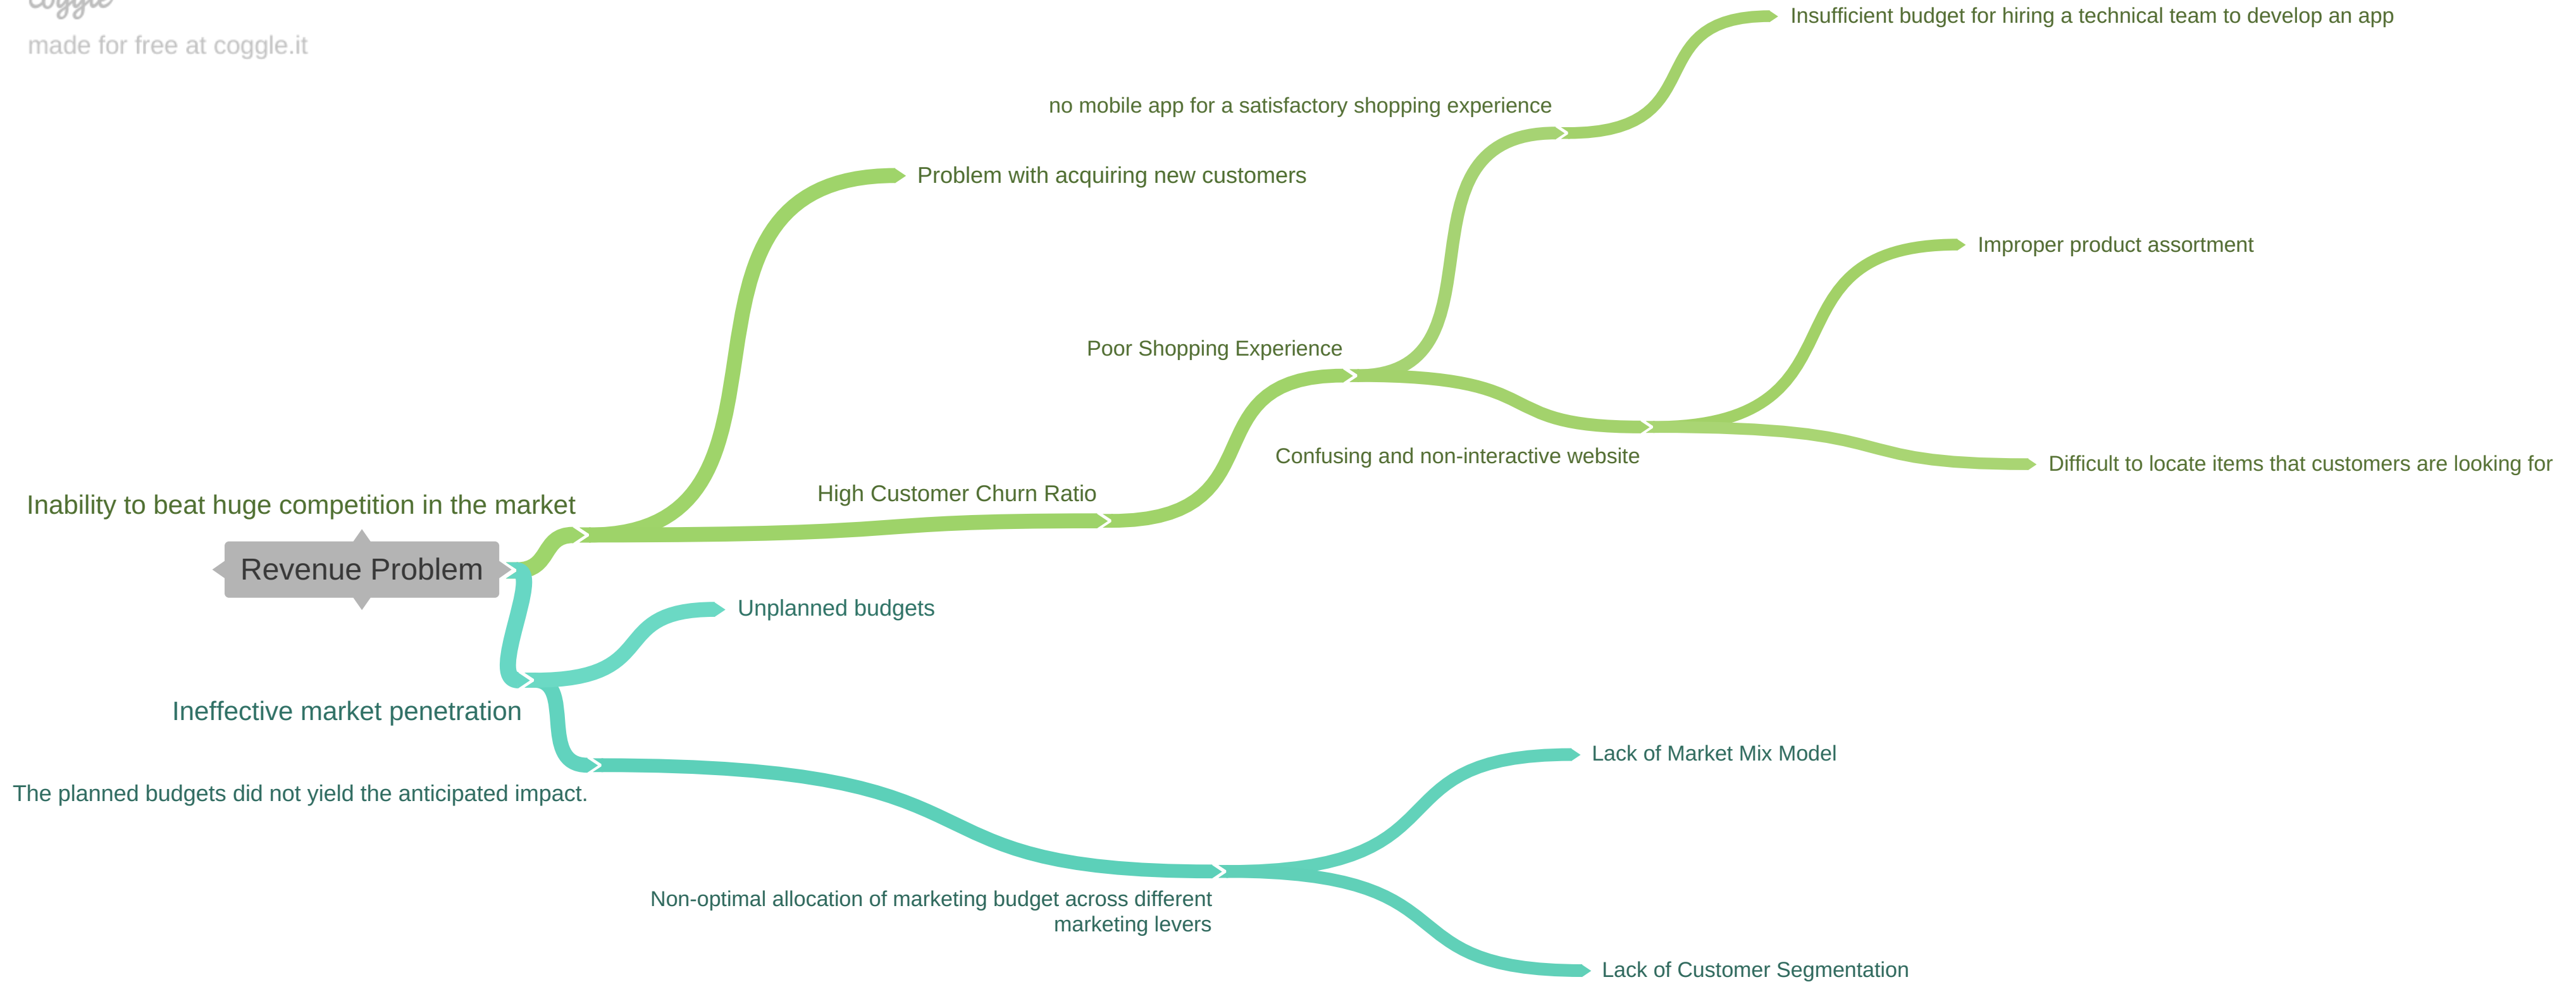 coggle
made for free at coggle.it
Insufficient budget for hiring a technical team to develop an app
no mobile app for a satisfactory shopping experience
Problem with acquiring new customers
Improper product assortment
Poor Shopping Experience
Confusing and non-interactive website
Difficult to locate items that customers are looking for
High Customer Churn Ratio
Inability to beat huge competition in the market
Revenue Problem
Unplanned budgets
Ineffective market penetration
The planned budgets did not yield the anticipated impact.
Lack of Market Mix Model
Non-optimal allocation of marketing budget across different
marketing levers
Lack of Customer Segmentation